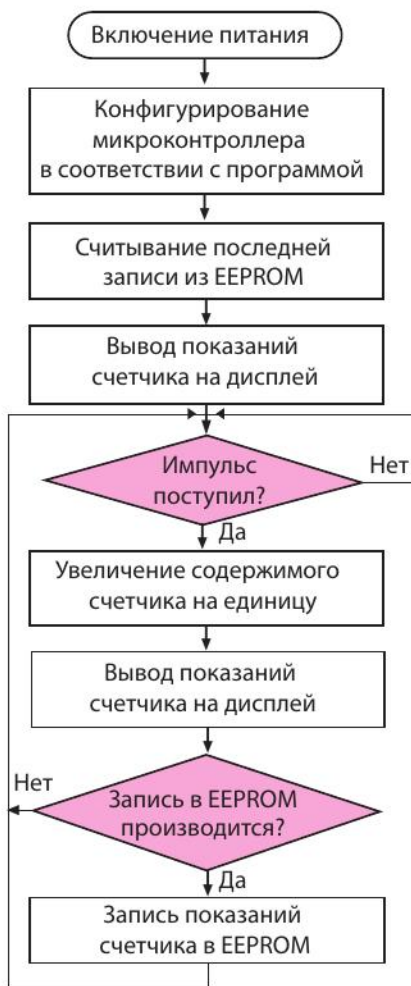 Включение питания
Конфигурирование
микроконтроллера
в соответствии с программой
Считывание последней
записи из EEPROM
Вывод показаний
счетчика на дисплей
Импульс
поступил?
Нет
Да
Увеличение содержимого
счетчика на единицу
Вывод показаний
счетчика на дисплей
Нет
Запись в EEPROM
производится?
Да
Запись показаний
счетчика в EEPROM